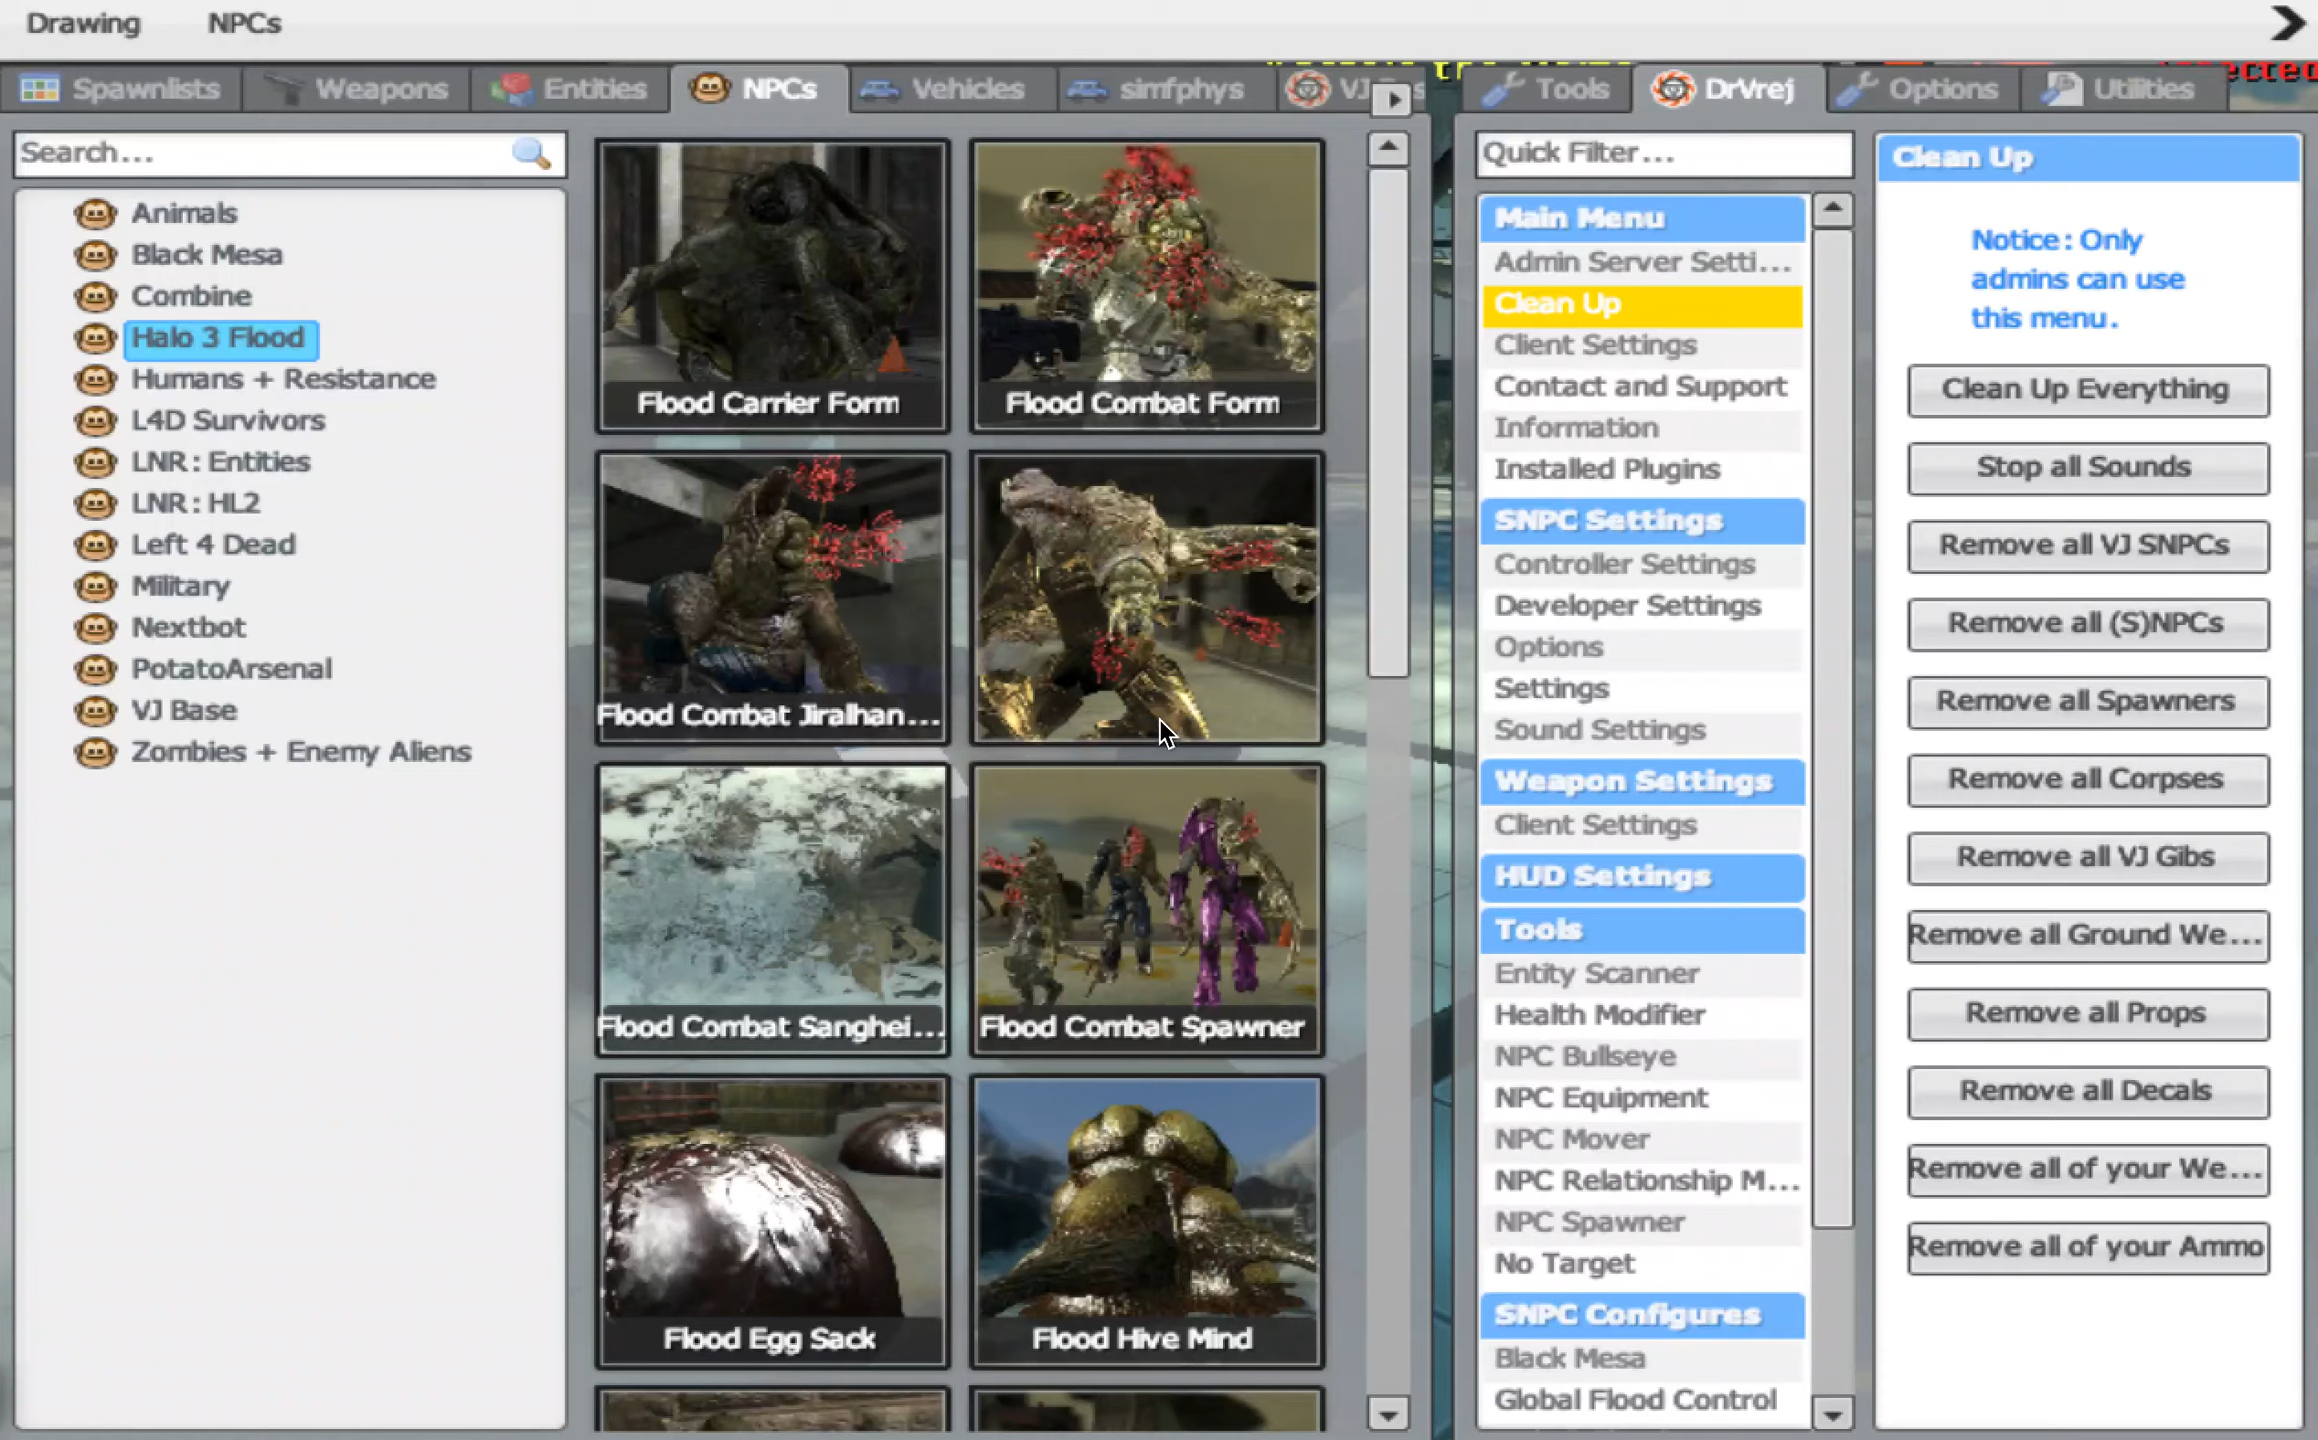 Drawing NPCs
Spawnlists Weapons Entities NPCs Vehicles simfphys VJ
Tools DrVrej Options Utilities
Search...
Animals
Black Mesa
Combine
Halo 3 Flood
Humans + Resistance
L4D Survivors
LNR: Entities
LNR: HL2
Left 4 Dead
Military
Nextbot
PotatoArsenal
VJ Base
Zombies + Enemy Aliens
Flood Carrier Form
Flood Combat Form
Flood Combat Jiralhan...
Flood Combat Sanghei...
Flood Combat Spawner
Flood Egg Sack
Flood Hive Mind
Quick Filter...
Main Menu
Admin Server Setti...
Clean Up
Client Settings
Contact and Support
Information
Installed Plugins
SNPC Settings
Controller Settings
Developer Settings
Options
Settings
Sound Settings
Weapon Settings
Client Settings
HUD Settings
Tools
Entity Scanner
Health Modifier
NPC Bullseye
NPC Equipment
NPC Mover
NPC Relationship M...
NPC Spawner
No Target
SNPC Configures
Black Mesa
Global Flood Control
Clean Up
Notice: Only
admins can use
this menu.
Clean Up Everything
Stop all Sounds
Remove all VJ SNPCs
Remove all (S)NPCs
Remove all Spawners
Remove all Corpses
Remove all VJ Gibs
Remove all Ground We...
Remove all Props
Remove all Decals
Remove all of your We...
Remove all of your Ammo